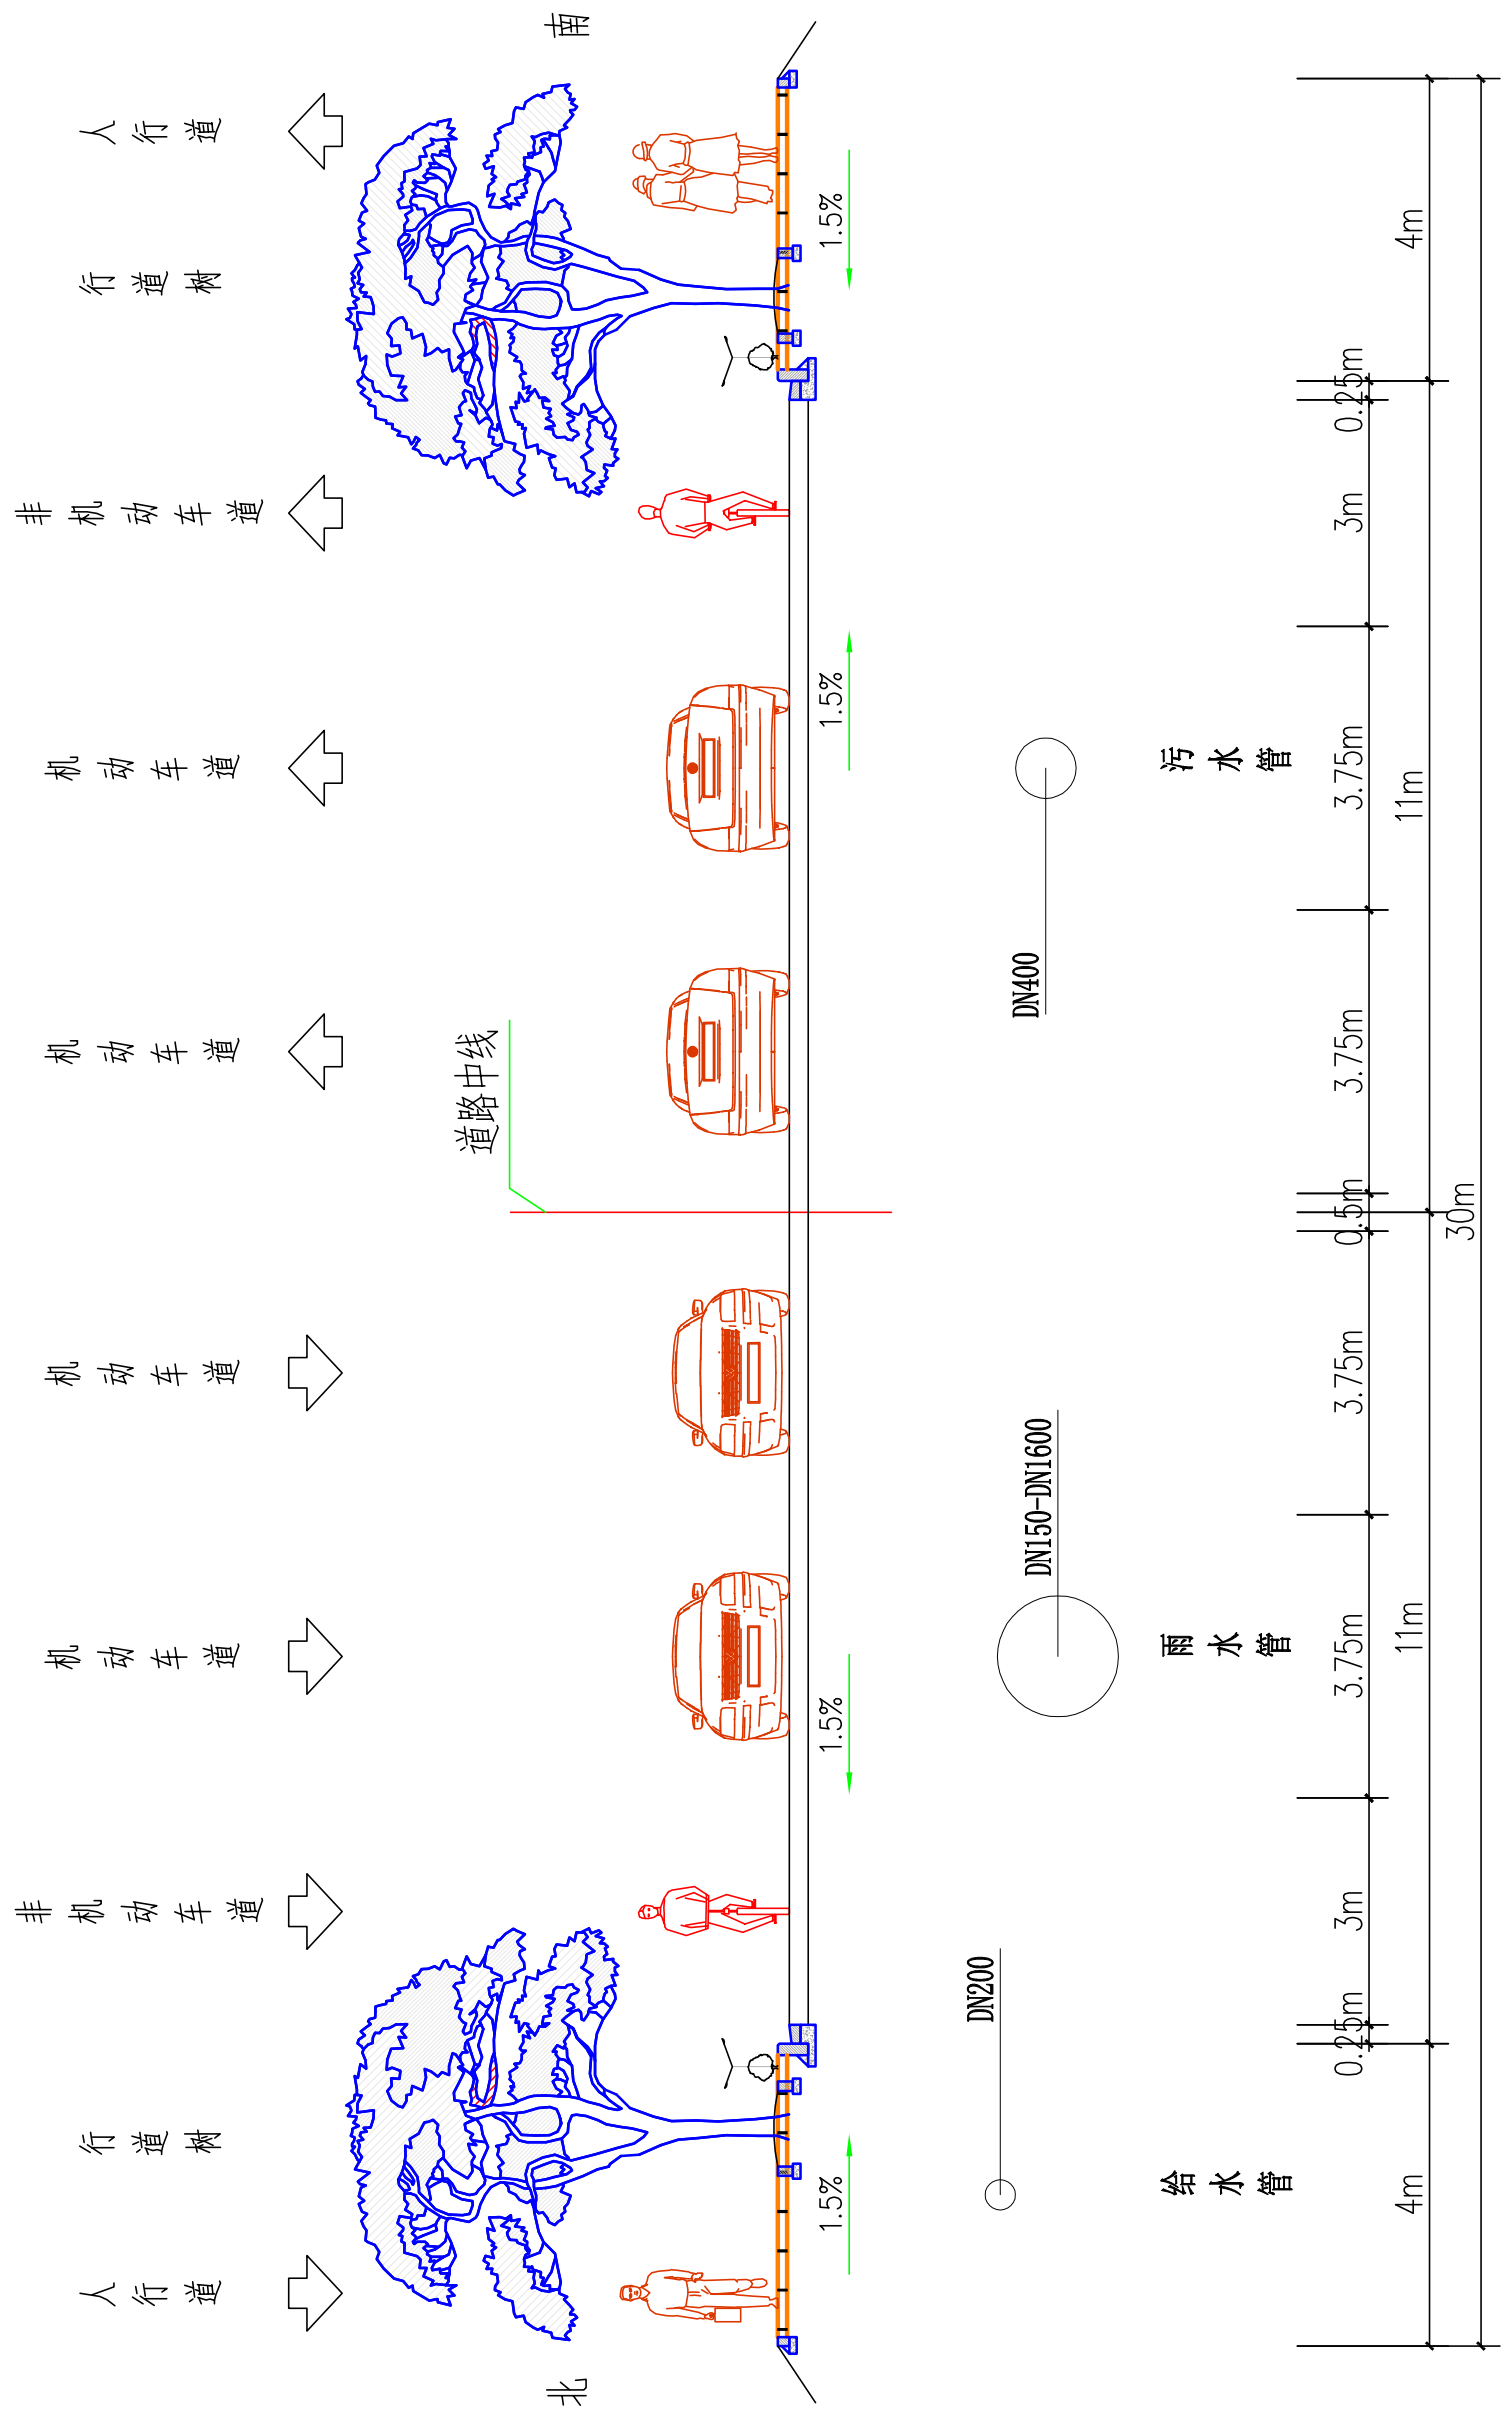 北
南
人行道
行道树
非机动车道
机动车道
机动车道
机动车道
机动车道
非机动车道
行道树
人行道
道路中线
1.5%
1.5%
1.5%
1.5%
DN200
DN150-DN1600
DN400
给水管
雨水管
污水管
0.25m
3m
3.75m
3.75m
0.5m
3.75m
3.75m
3m
0.25m
4m
11m
11m
4m
30m